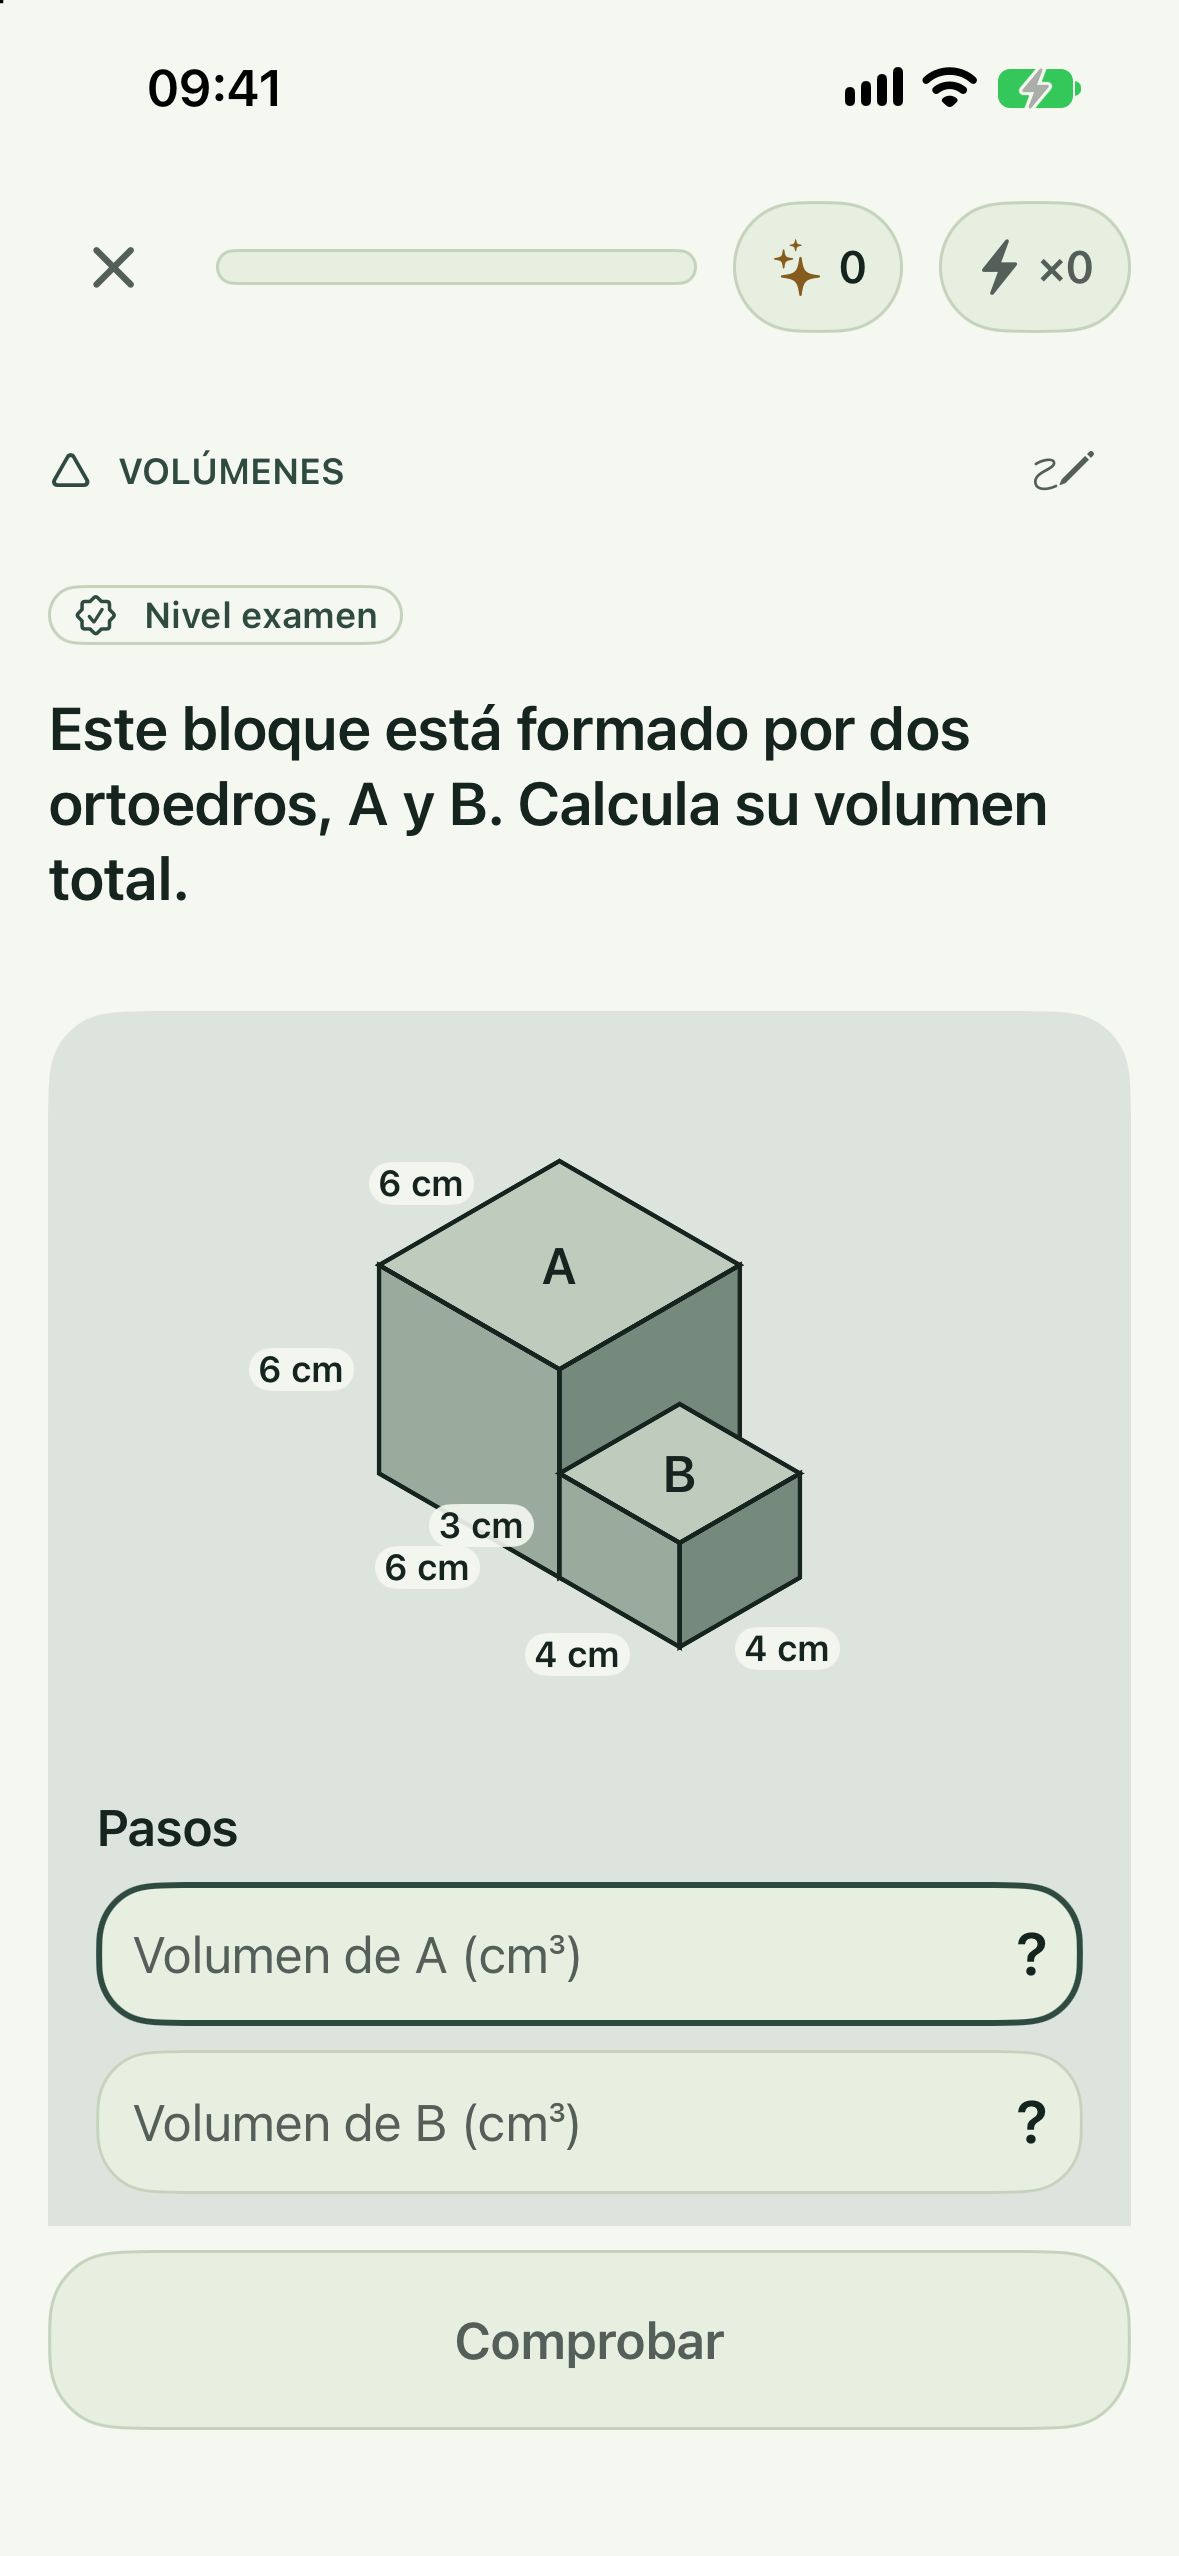 09:41
0
×0
VOLÚMENES
Nivel examen
Este bloque está formado por dos
ortoedros, A y B. Calcula su volumen
total.
6 cm
A
6 cm
B
3 cm
6 cm
4 cm
4 cm
Pasos
Volumen de A (cm³) ?
Volumen de B (cm³) ?
Comprobar